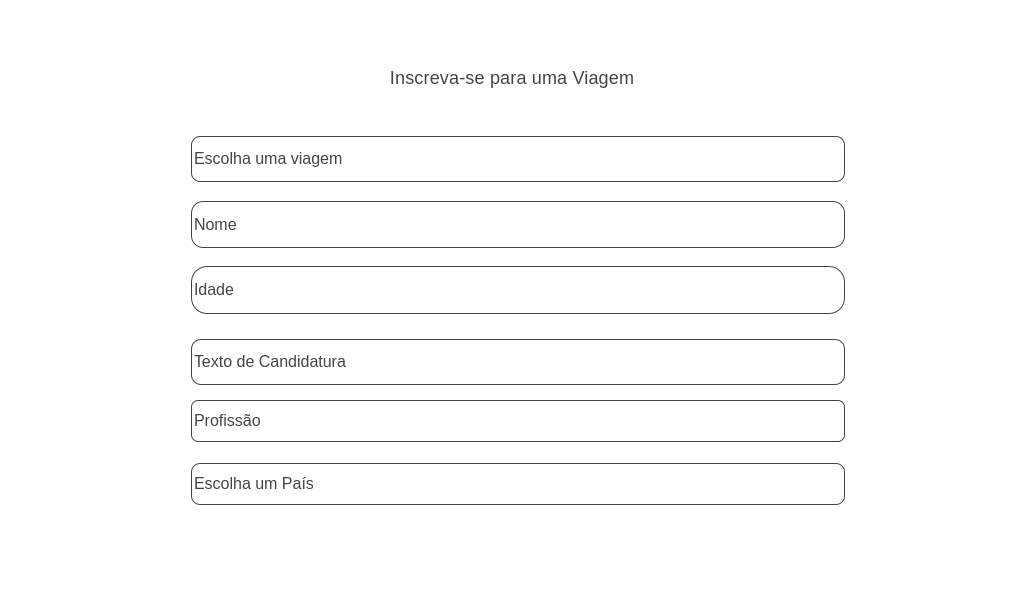 Inscreva-se para uma Viagem
Escolha uma viagem
Nome
Idade
Texto de Candidatura
Profissão
Escolha um País